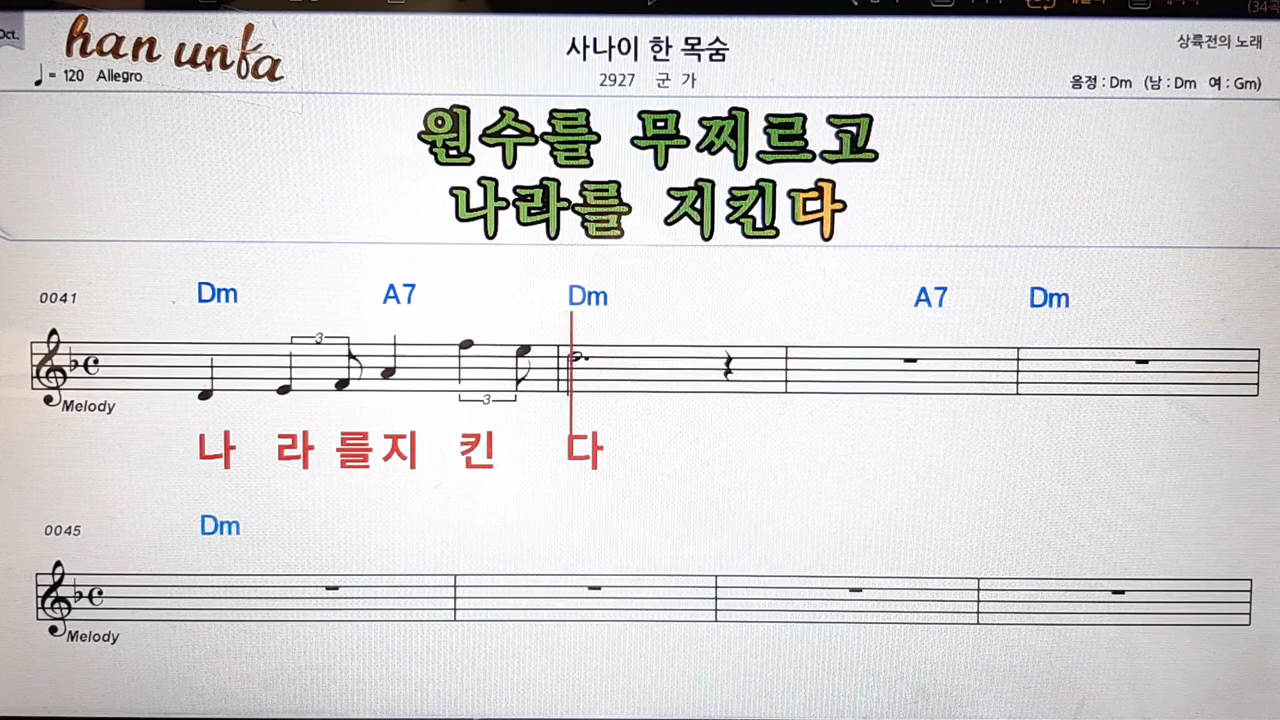 (34곡
Oct.
han unfa
사나이 한 목숨
상륙전의 노래
♩= 120 Allegro
2927 군 가
음정 : Dm (남 : Dm 여 : Gm)
원수를 무찌르고
나라를 지킨다
0041 Dm A7 Dm A7 Dm
3
3
Melody
나 라 를 지 킨 다
0045 Dm
Melody